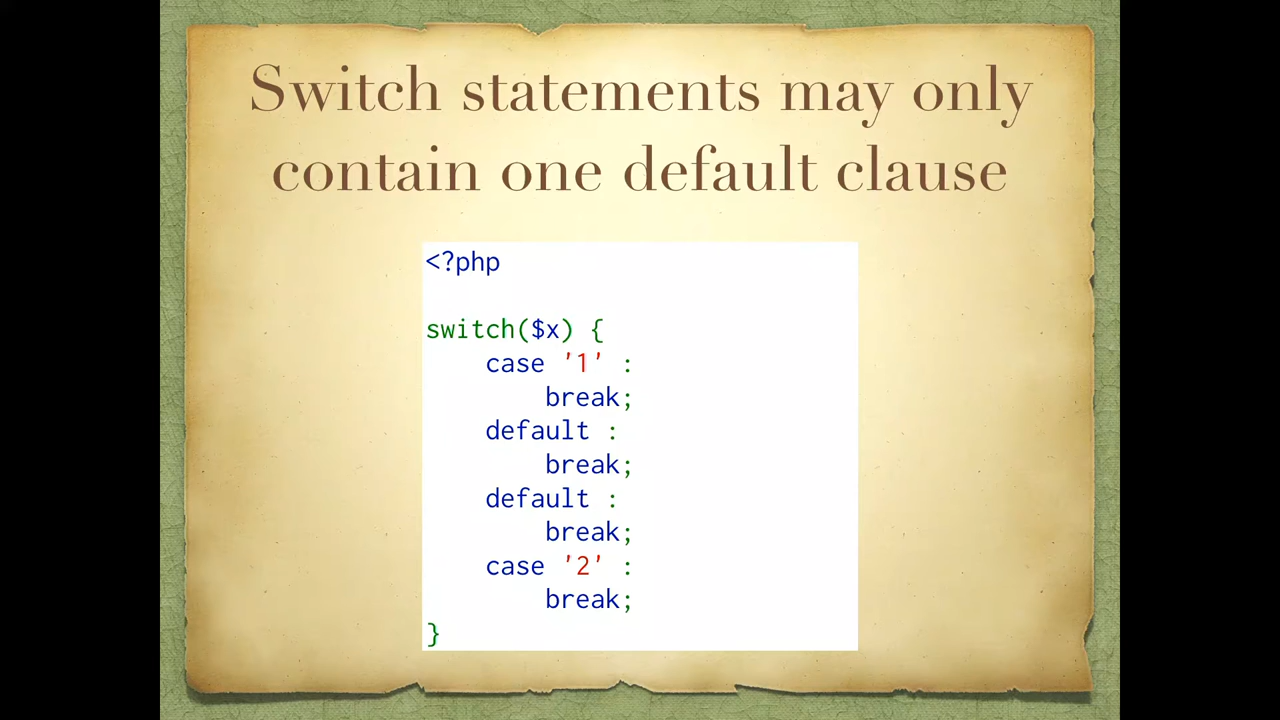 Switch statements may only
contain one default clause
<?php
switch($x) {
case '1' :
break;
default :
break;
default :
break;
case '2' :
break;
}